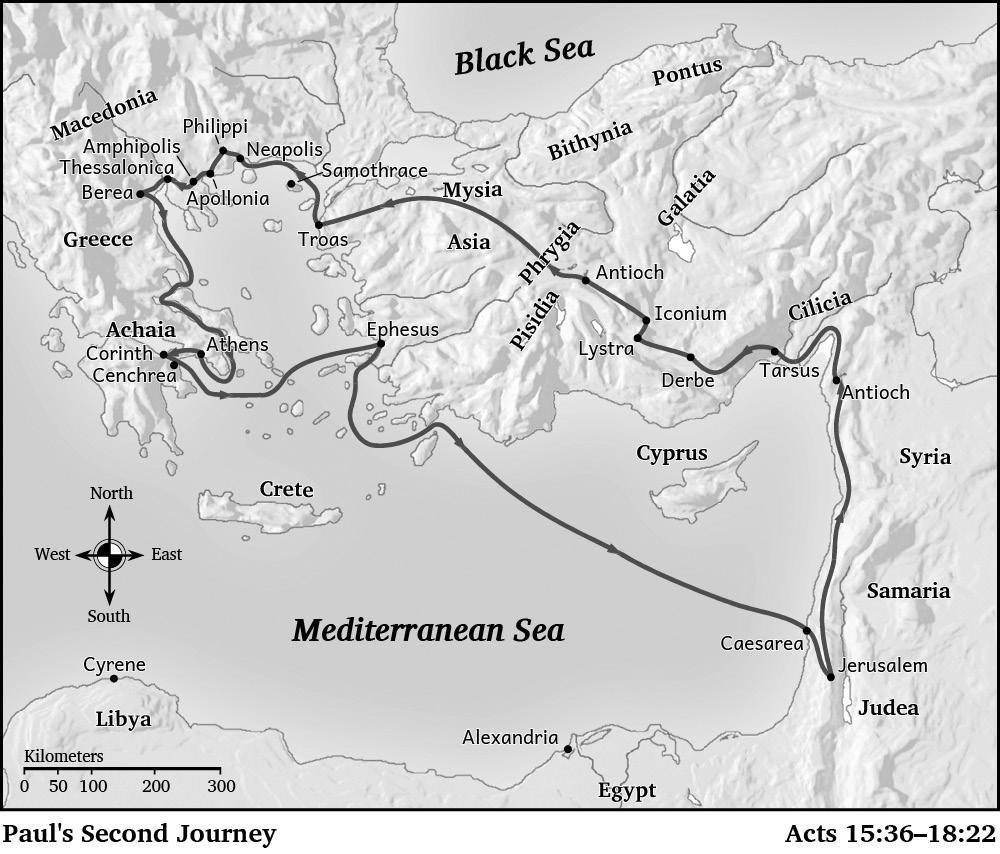 Black Sea
Pontus
Macedonia
Bithynia
Philippi
Amphipolis
Neapolis
Thessalonica
Samothrace
Berea
Apollonia
Mysia
Galatia
Greece
Troas
Asia
Phrygia
Antioch
Pisidia
Iconium
Cilicia
Achaia
Ephesus
Athens
Lystra
Corinth
Cenchrea
Derbe
Tarsus
Antioch
Cyprus
Syria
Crete
North
West
East
South
Samaria
Mediterranean Sea
Caesarea
Cyrene
Jerusalem
Libya
Judea
Alexandria
Kilometers
0 50 100 200 300
Egypt
Paul's Second Journey
Acts 15:36–18:22